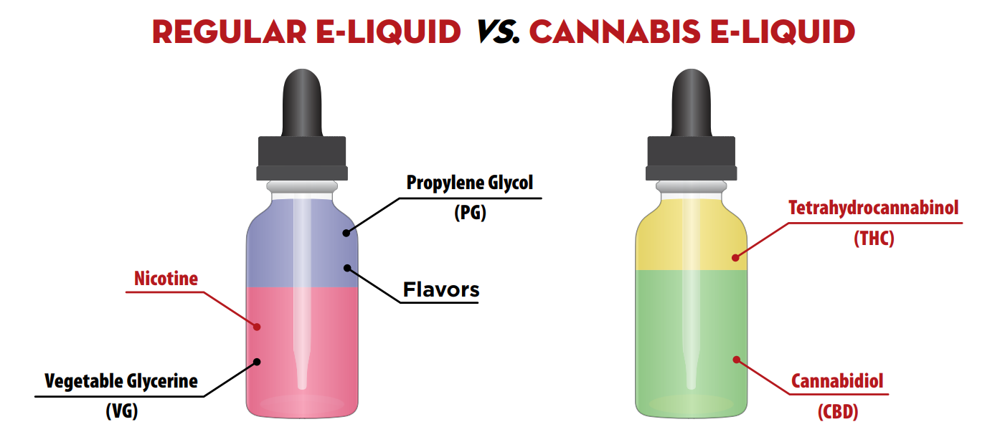 REGULAR E-LIQUID VS. CANNABIS E-LIQUID
Propylene Glycol
(PG)
Flavors
Nicotine
Vegetable Glycerine
(VG)
Tetrahydrocannabinol
(THC)
Cannabidiol
(CBD)